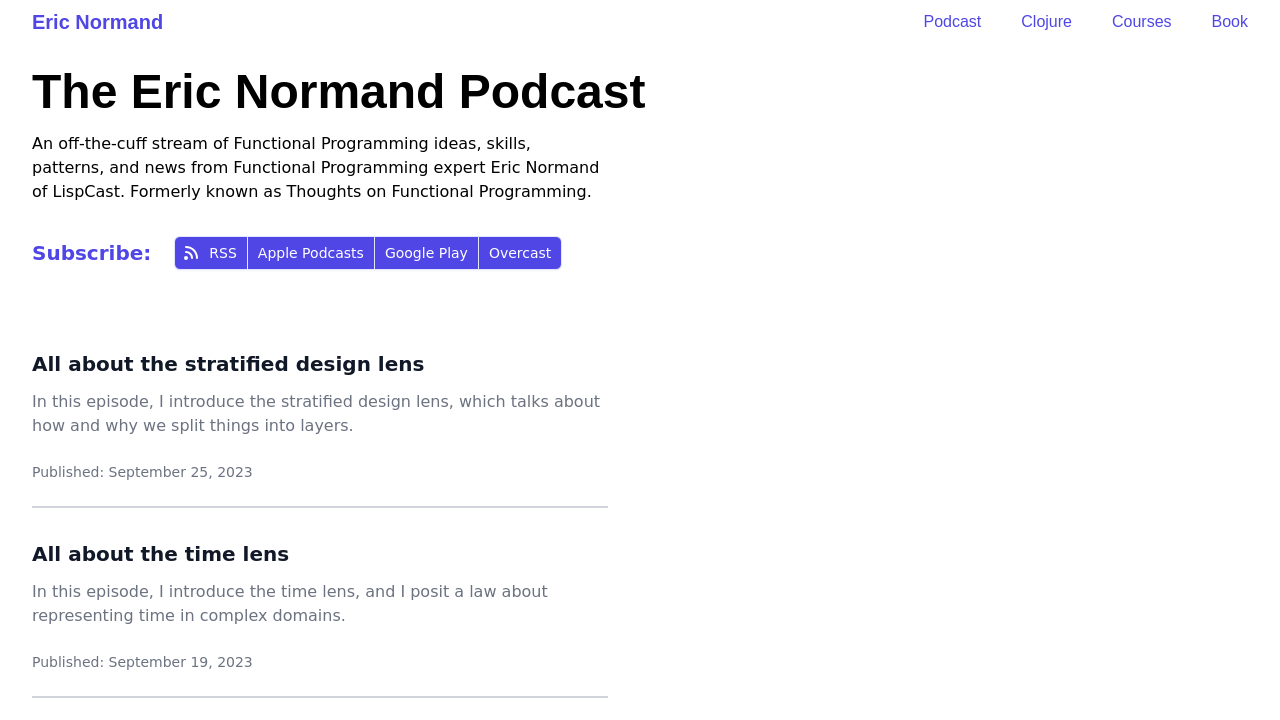 Eric Normand
Podcast
Clojure
Courses
Book
The Eric Normand Podcast
An off-the-cuff stream of Functional Programming ideas, skills,
patterns, and news from Functional Programming expert Eric Normand
of LispCast. Formerly known as Thoughts on Functional Programming.
Subscribe:
RSS
Apple Podcasts
Google Play
Overcast
All about the stratified design lens
In this episode, I introduce the stratified design lens, which talks about
how and why we split things into layers.
Published: September 25, 2023
All about the time lens
In this episode, I introduce the time lens, and I posit a law about
representing time in complex domains.
Published: September 19, 2023